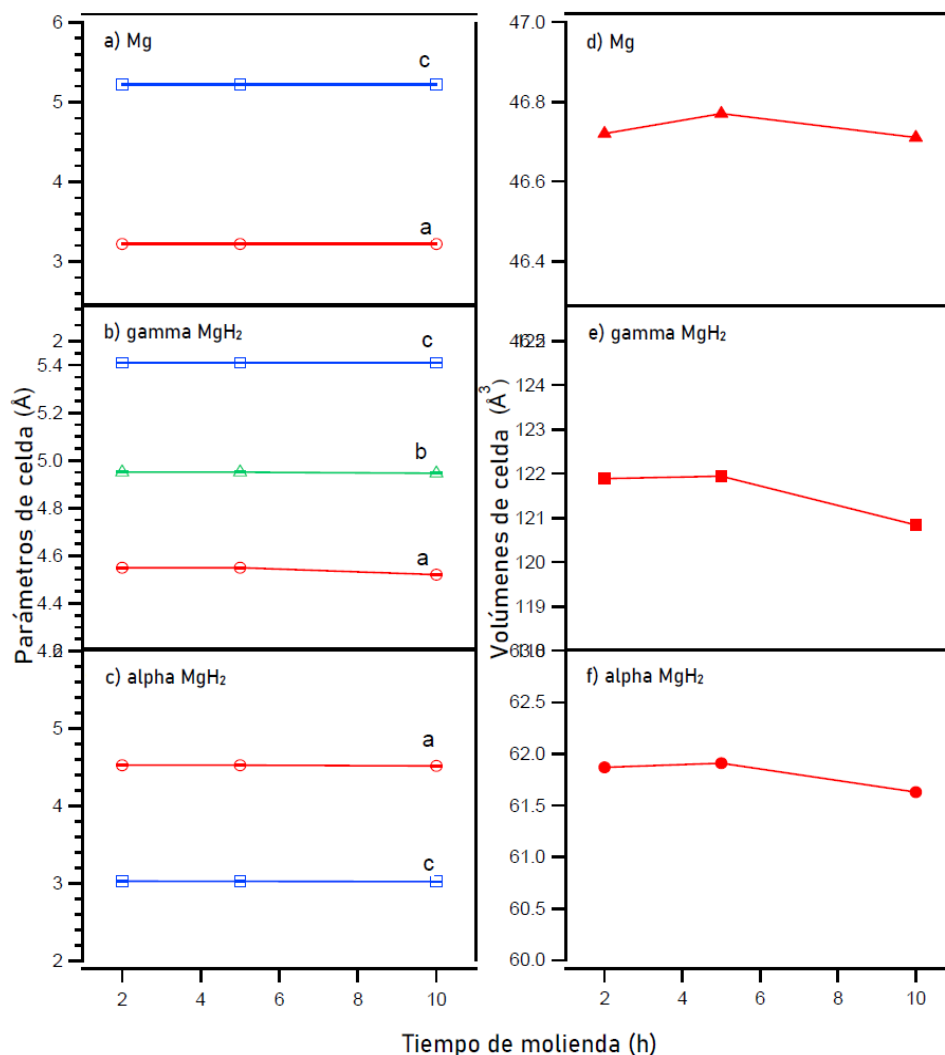 Parámetros de celda (Å)
a) Mg
6
5
4
3
2
c
a
b) gamma MgH₂
5.4
5.2
5.0
4.8
4.6
4.4
c
b
a
c) alpha MgH₂
5
4
3
2
a
c
2 4 6 8 10
Volúmenes de celda (Å³)
d) Mg
47.0
46.8
46.6
46.4
e) gamma MgH₂
124
123
122
121
120
119
f) alpha MgH₂
62.5
62.0
61.5
61.0
60.5
60.0
2 4 6 8 10
Tiempo de molienda (h)